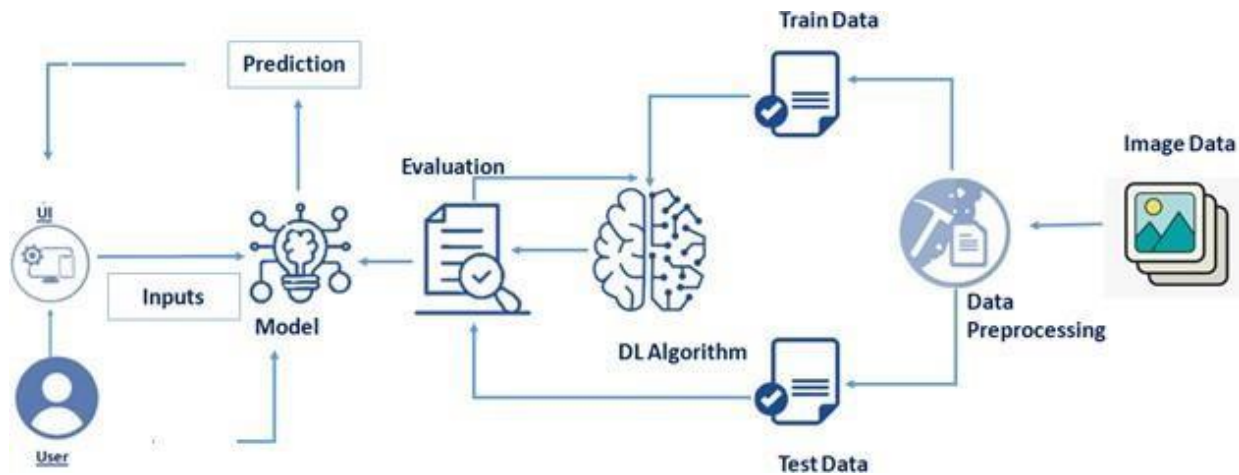 Train Data
Prediction
Image Data
Evaluation
UI
Inputs
Model
Data
Preprocessing
DL Algorithm
User
Test Data